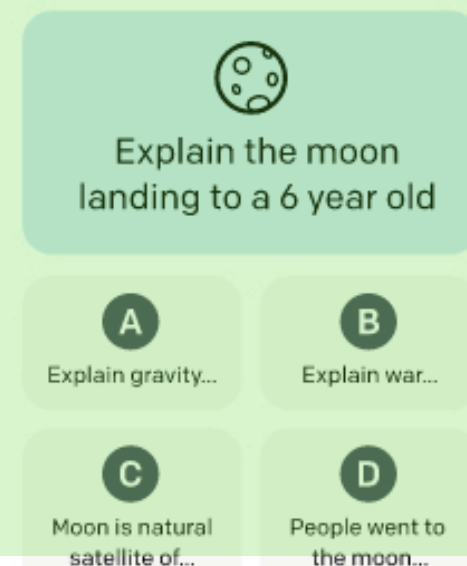 Explain the moon
landing to a 6 year old
A
Explain gravity...
B
Explain war...
C
Moon is natural
satellite of...
D
People went to
the moon...